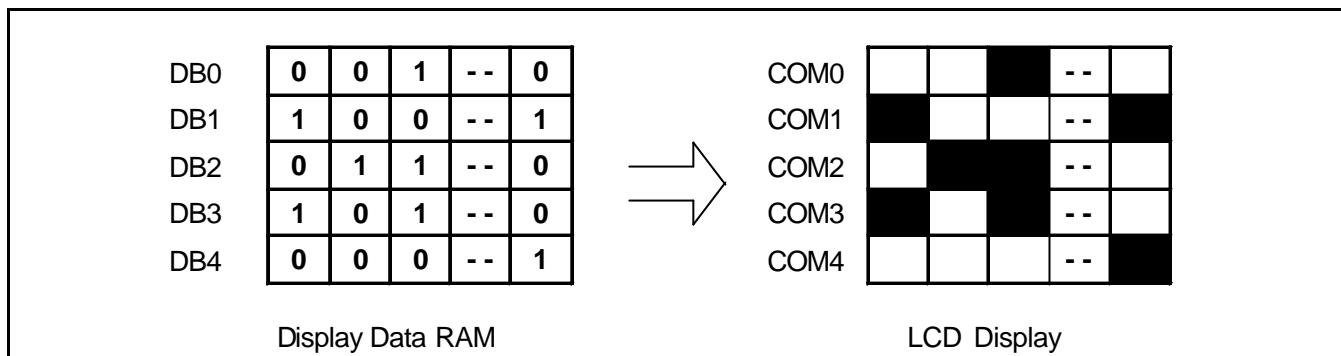 DB0 0 0 1 - - 0 COM0 - -
DB1 1 0 0 - - 1 COM1 - -
DB2 0 1 1 - - 0 COM2 - -
DB3 1 0 1 - - 0 COM3 - -
DB4 0 0 0 - - 1 COM4 - -
Display Data RAM LCD Display